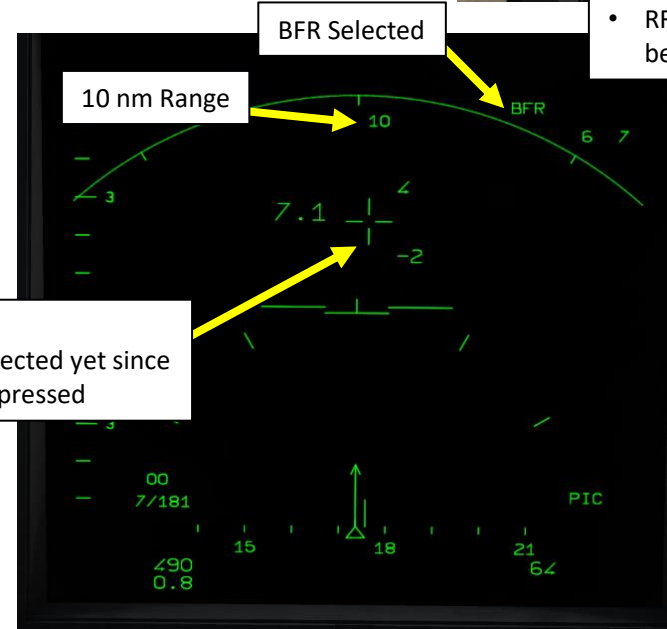 • RF
be
BFR Selected
10 nm Range
BFR
10
6 7
3
4
7.1
-2
ected yet since
pressed
3
00
7/181
PIC
15 18 21
490
64
0.8